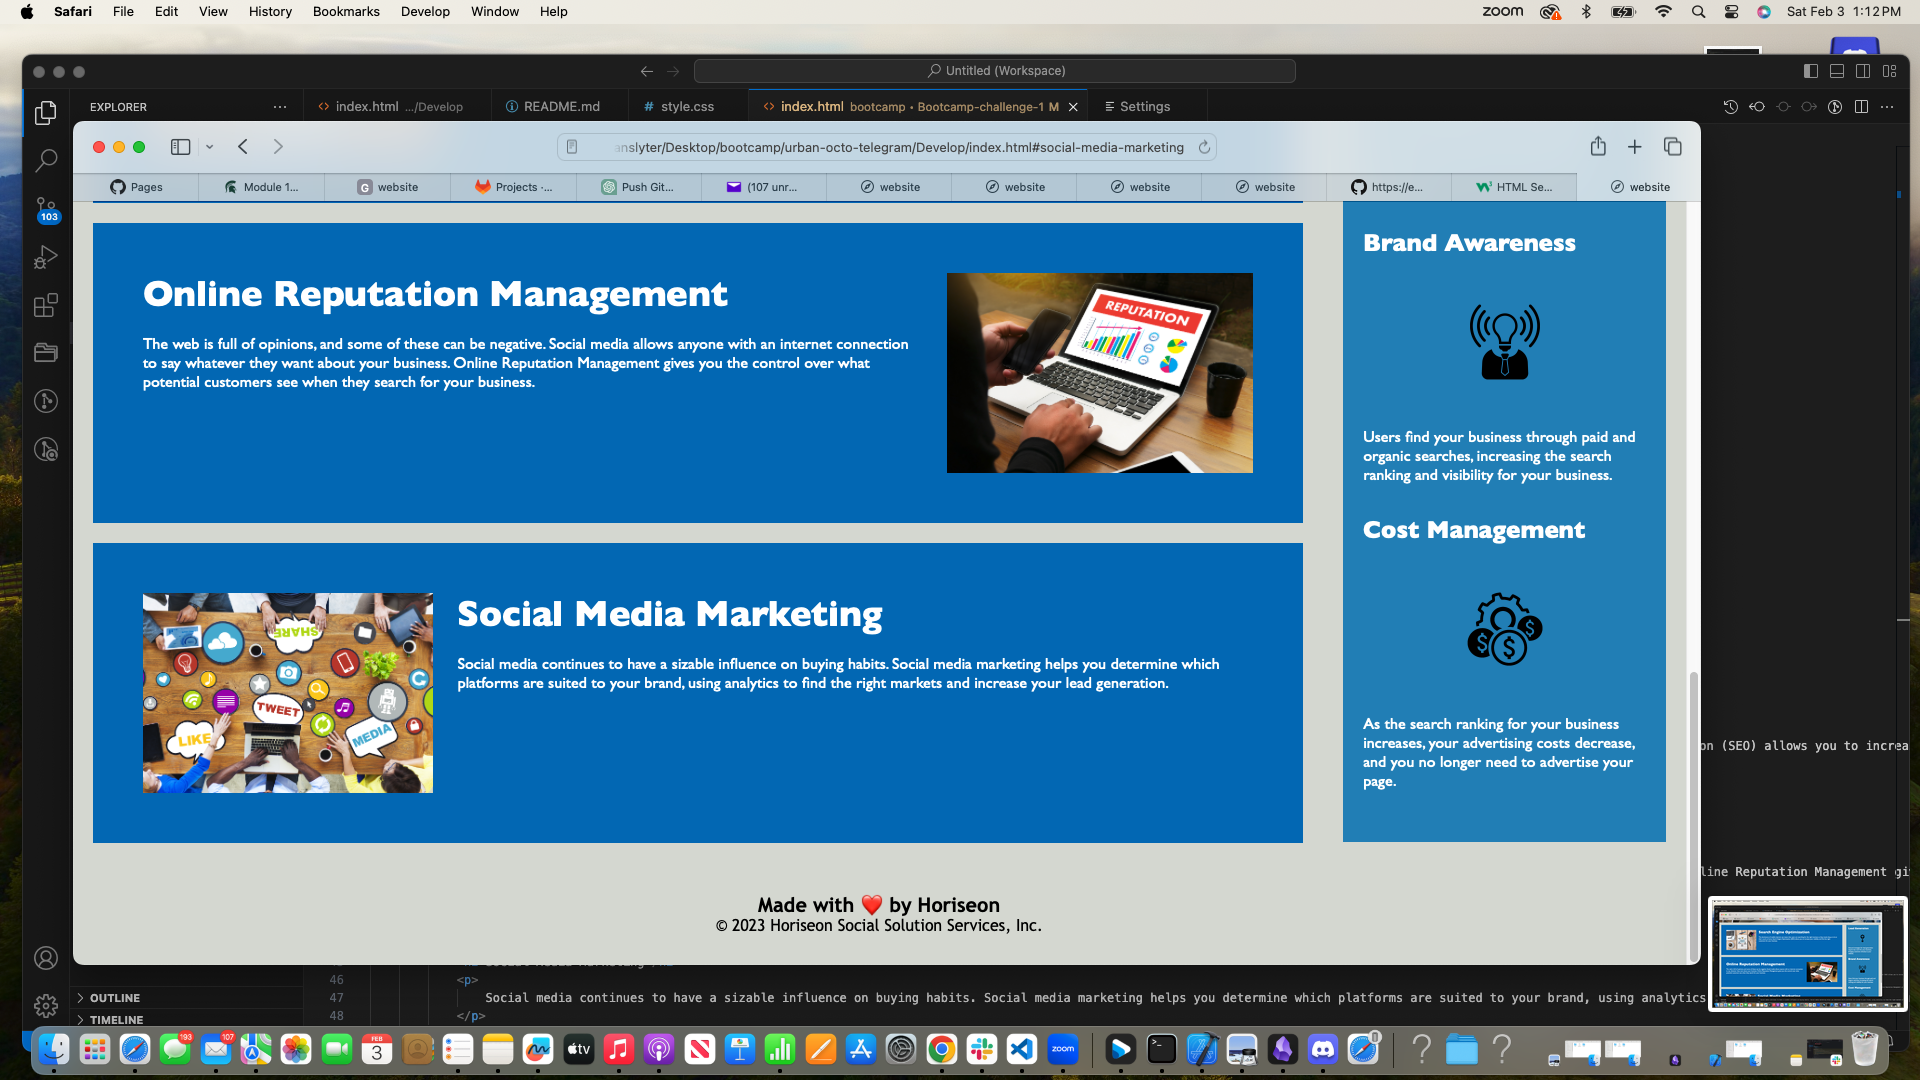 Safari File Edit View History Bookmarks Develop Window Help
zoom Sat Feb 3 1:12 PM
Untitled (Workspace)
EXPLORER
index.html .../Develop
README.md
# style.css
index.html bootcamp • Bootcamp-challenge-1 M
Settings
anslyter/Desktop/bootcamp/urban-octo-telegram/Develop/index.html#social-media-marketing
Pages
Module 1...
website
Projects ·...
Push Git...
(107 unr...
website
website
website
website
https://e...
HTML Se...
website
103
Online Reputation Management
The web is full of opinions, and some of these can be negative. Social media allows anyone with an internet connection
to say whatever they want about your business. Online Reputation Management gives you the control over what
potential customers see when they search for your business.
REPUTATION
Social Media Marketing
Social media continues to have a sizable influence on buying habits. Social media marketing helps you determine which
platforms are suited to your brand, using analytics to find the right markets and increase your lead generation.
SHARE
TWEET
LIKE
MEDIA
Brand Awareness
Users find your business through paid and
organic searches, increasing the search
ranking and visibility for your business.
Cost Management
As the search ranking for your business
increases, your advertising costs decrease,
and you no longer need to advertise your
page.
on (SEO) allows you to increa
line Reputation Management gi
Made with ❤️ by Horiseon
© 2023 Horiseon Social Solution Services, Inc.
46 <p>
47 Social media continues to have a sizable influence on buying habits. Social media marketing helps you determine which platforms are suited to your brand, using analytics
48 </p>
OUTLINE
TIMELINE
Search Engine Optimization
Online Reputation Management
193
107
FEB
3
tv
zoom